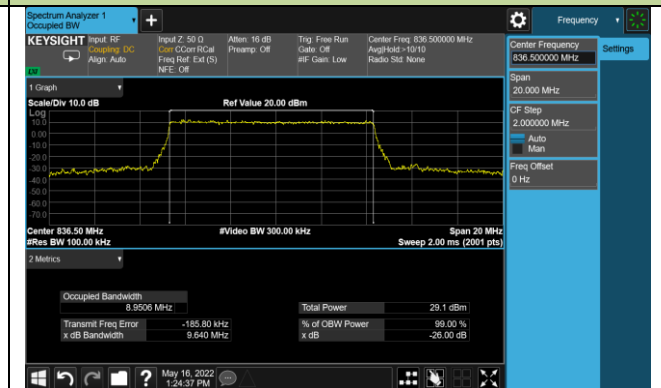 Spectrum Analyzer 1
Occupied BW
+
Frequency
KEYSIGHT
Input: RF
Coupling: DC
Align: Auto
LW
Input Z: 50 Ω
Corr CCorr RCal
Freq Ref: Ext (S)
NFE: Off
Atten: 16 dB
Preamp: Off
Trig: Free Run
Gate: Off
#IF Gain: Low
Center Freq: 836.500000 MHz
Avg|Hold:>10/10
Radio Std: None
Center Frequency
836.500000 MHz
Settings
Span
20.000 MHz
CF Step
2.000000 MHz
Auto
Man
Freq Offset
0 Hz
1 Graph
Scale/Div 10.0 dB
Ref Value 20.00 dBm
Log
10.0
0.00
-10.0
-20.0
-30.0
-40.0
-50.0
-60.0
-70.0
Center 836.50 MHz
#Video BW 300.00 kHz
Span 20 MHz
#Res BW 100.00 kHz
Sweep 2.00 ms (2001 pts)
2 Metrics
Occupied Bandwidth
8.9506 MHz
Total Power 29.1 dBm
Transmit Freq Error -185.80 kHz
% of OBW Power 99.00 %
x dB Bandwidth 9.640 MHz
x dB -26.00 dB
?
May 16, 2022
1:24:37 PM